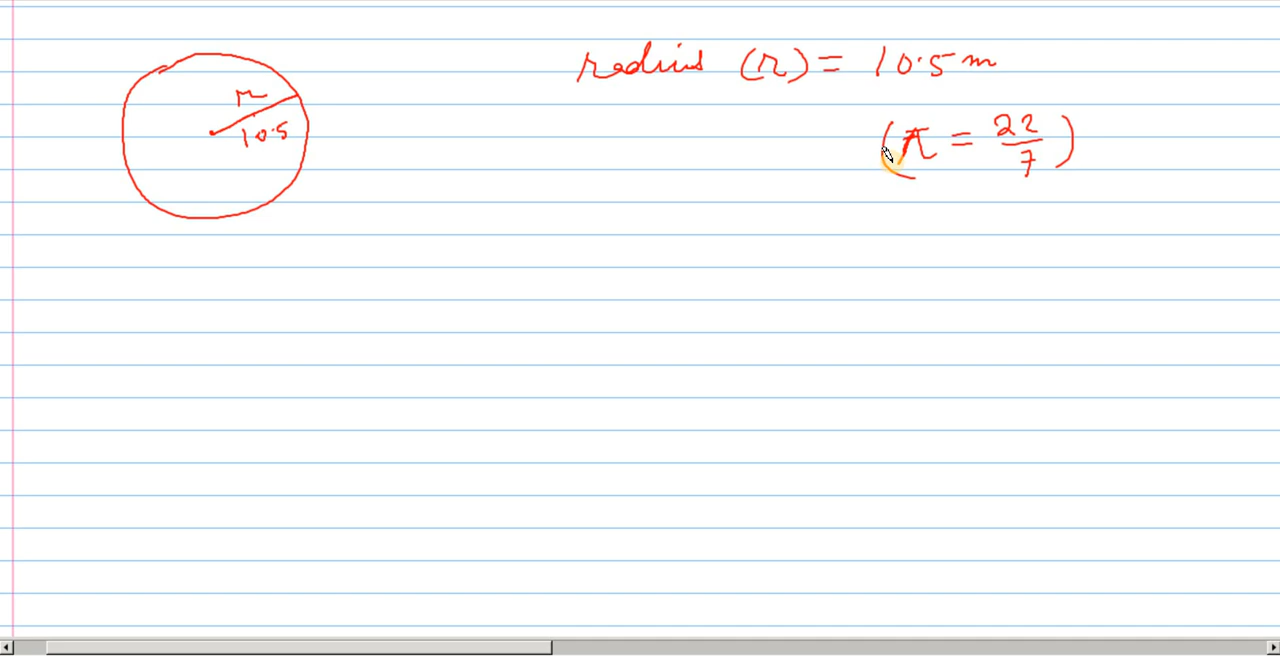 r
10.5
radius (r) = 10.5 m
(π = 22/7)